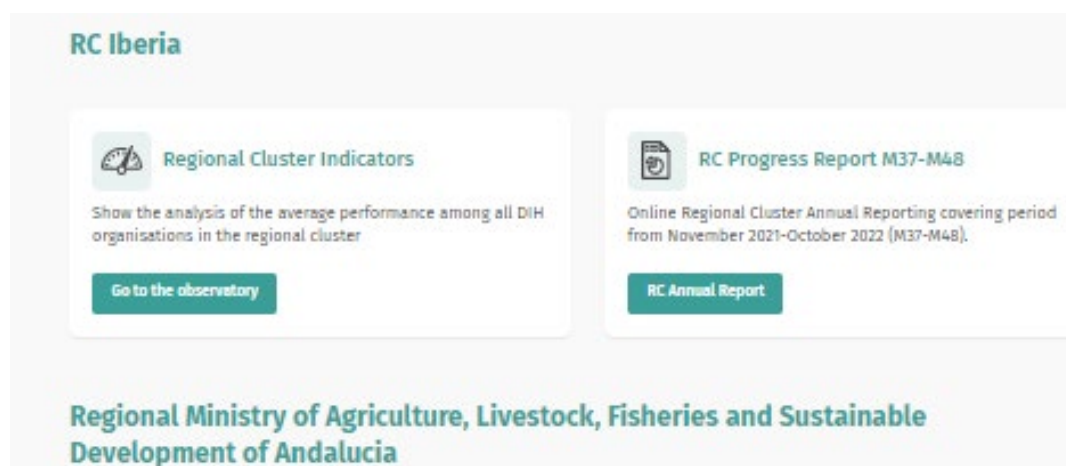 RC Iberia
Regional Cluster Indicators
Show the analysis of the average performance among all DIH
organisations in the regional cluster
Go to the observatory
RC Progress Report M37-M48
Online Regional Cluster Annual Reporting covering period
from November 2021-October 2022 (M37-M48).
RC Annual Report
Regional Ministry of Agriculture, Livestock, Fisheries and Sustainable
Development of Andalucia